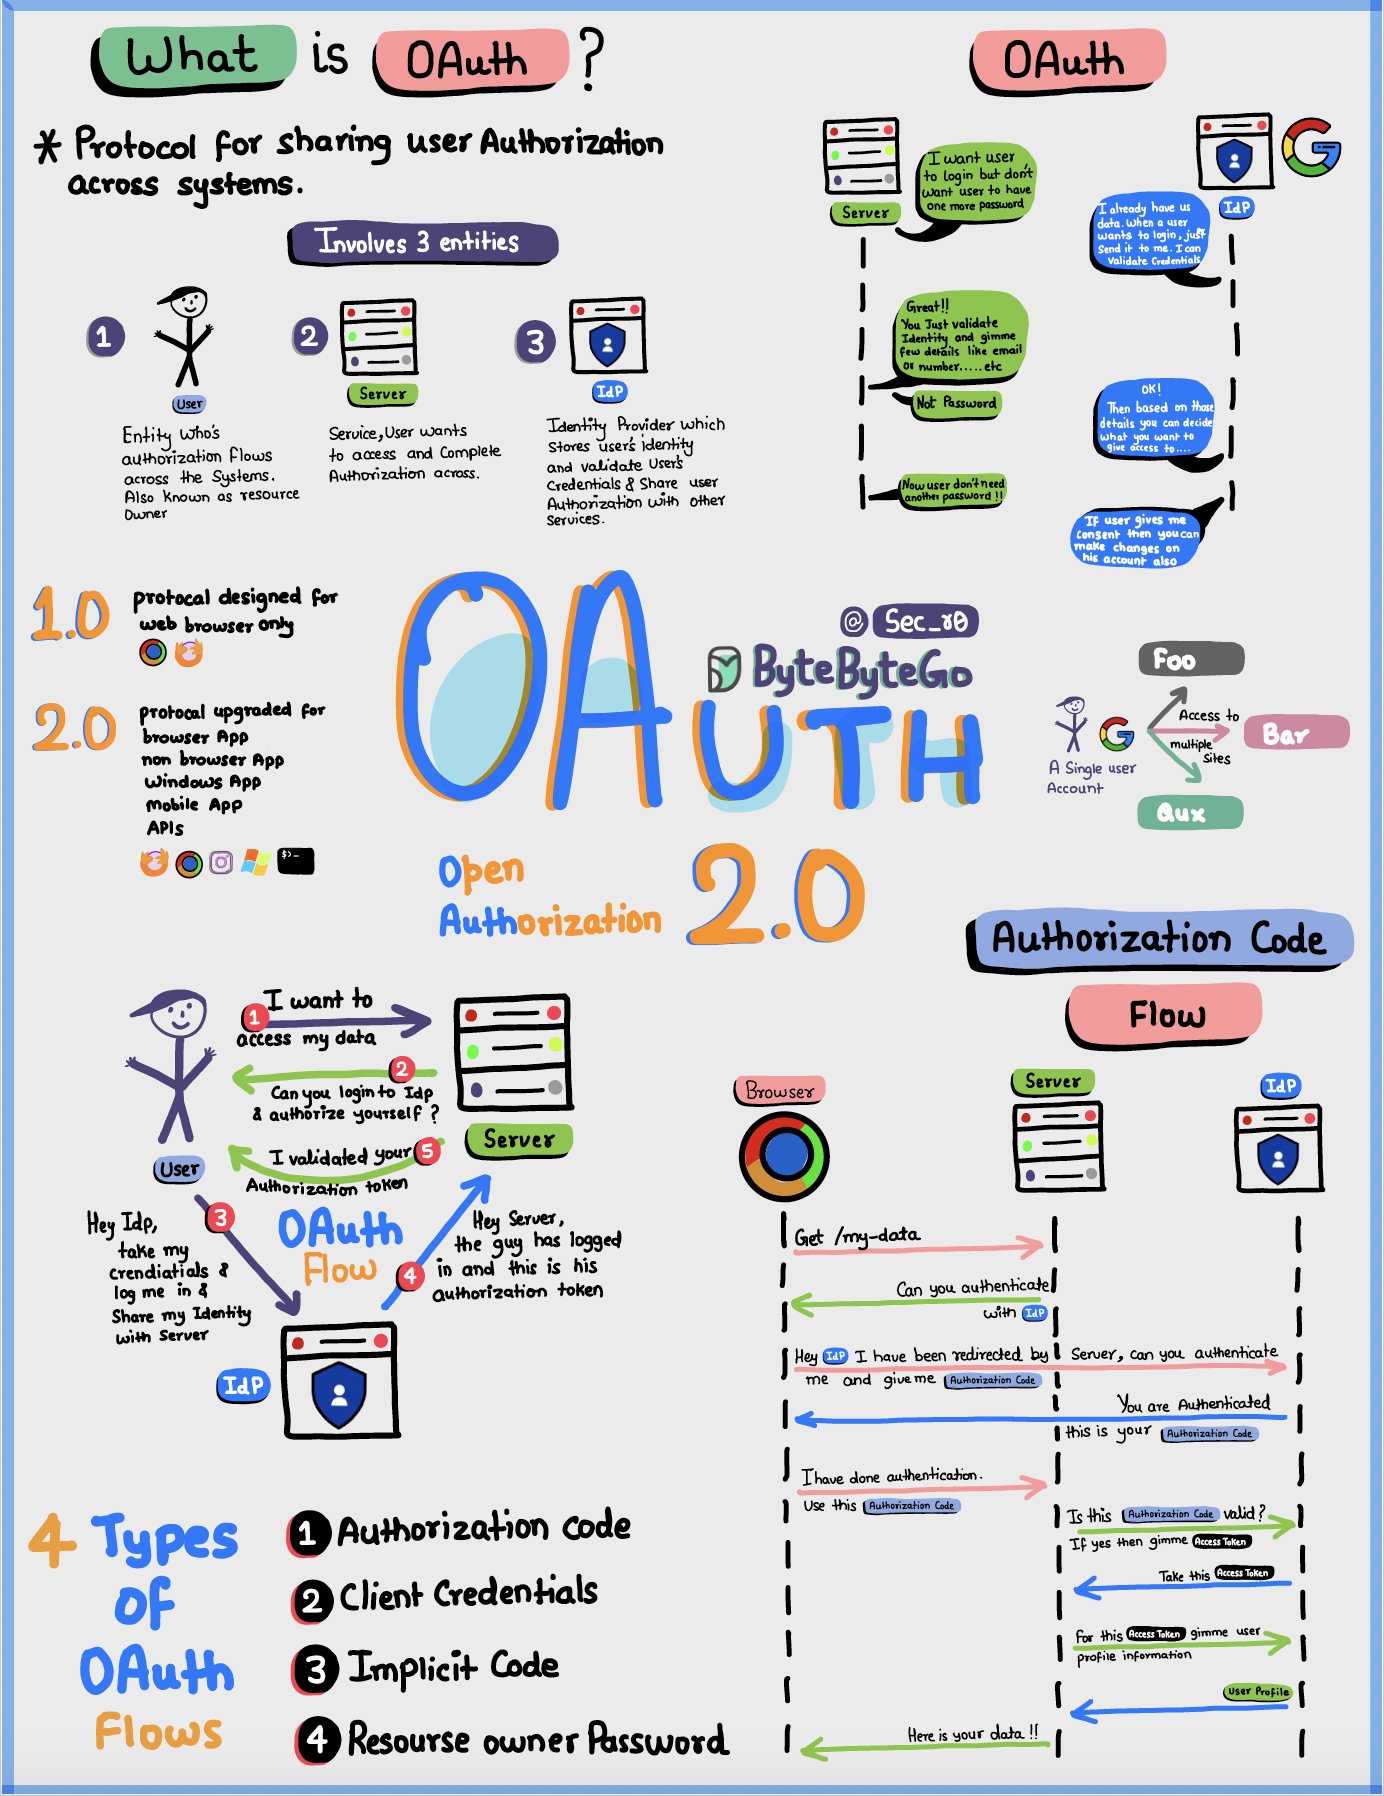 What is OAuth ?
* Protocol for sharing user Authorization
across systems.
Involves 3 entities
1
User
Entity Who's
authorization flows
across the Systems.
Also Known as resource
Owner
2
Server
Service, User wants
to access and Complete
Authorization across.
3
IdP
Identity Provider which
Stores user's identity
and validate User's
Credentials & Share user
Authorization with other
Services.
OAuth
Server
IdP
I want user
to login but don't
want user to have
one more password
I already have us
data. When a user
wants to login, just
Send it to me. I can
validate Credentials
Great!!
You Just validate
Identity and gimme
few details like email
or number.....etc
Not Password
OK!
Then based on those
details you can decide
what you want to
give access to....
Now user don't need
another password !!
If user gives me
Consent then you can
make changes on
his account also
1.0
protocal designed for
web browser only
2.0
protocal upgraded for
browser App
non browser App
Windows App
Mobile App
APIs
$>_
OAUTH
@ Sec_r0
ByteByteGo
Open
Authorization
2.0
A Single user
Account
Access to
multiple
Sites
Foo
Bar
Qux
User
Server
IdP
1
I want to
access my data
2
Can you login to Idp
& authorize yourself ?
5
I validated your
Authorization token
3
Hey Idp,
take my
crendiatials &
log me in &
Share my Identity
with Server
OAuth
Flow
4
Hey Server,
the guy has logged
in and this is his
authorization token
4 Types
of
OAuth
Flows
1 Authorization code
2 Client Credentials
3 Implicit Code
4 Resourse owner Password
Authorization Code
Flow
Browser
Server
IdP
Get /my-data
Can you authenticate
with IdP
Hey IdP I have been redirected by Server, can you authenticate
me and give me Authorization Code
You are Authenticated
this is your Authorization Code
I have done authentication.
Use this Authorization Code
Is this Authorization Code valid?
If yes then gimme Access Token
Take this Access Token
For this Access Token gimme user
profile information
User Profile
Here is your data !!